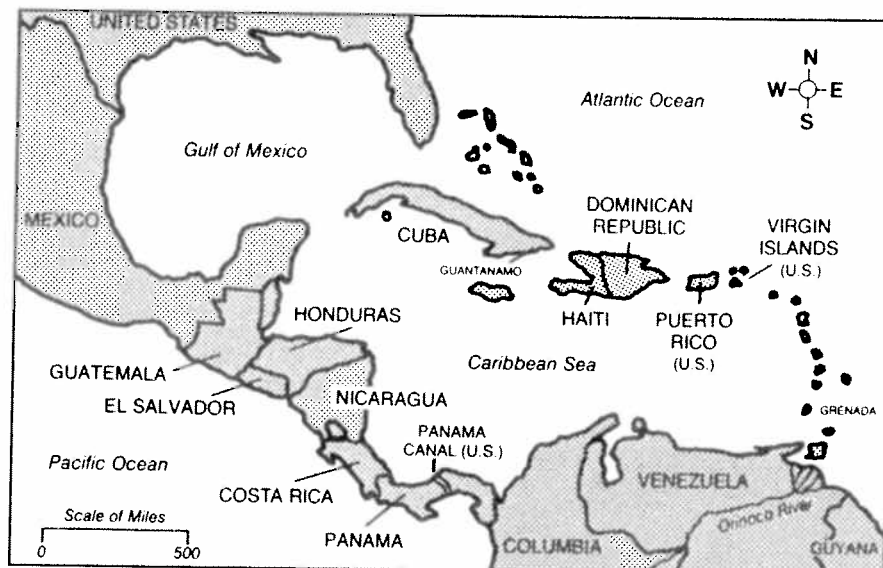 UNITED STATES
N
W E
S
Atlantic Ocean
Gulf of Mexico
MEXICO
DOMINICAN
REPUBLIC
CUBA
VIRGIN
ISLANDS
(U.S.)
GUANTANAMO
HONDURAS
HAITI
PUERTO
RICO
(U.S.)
GUATEMALA
Caribbean Sea
EL SALVADOR
NICARAGUA
GRENADA
PANAMA
CANAL (U.S.)
Pacific Ocean
VENEZUELA
COSTA RICA
Scale of Miles
0 500
PANAMA
Orinoco River
COLUMBIA
GUYANA